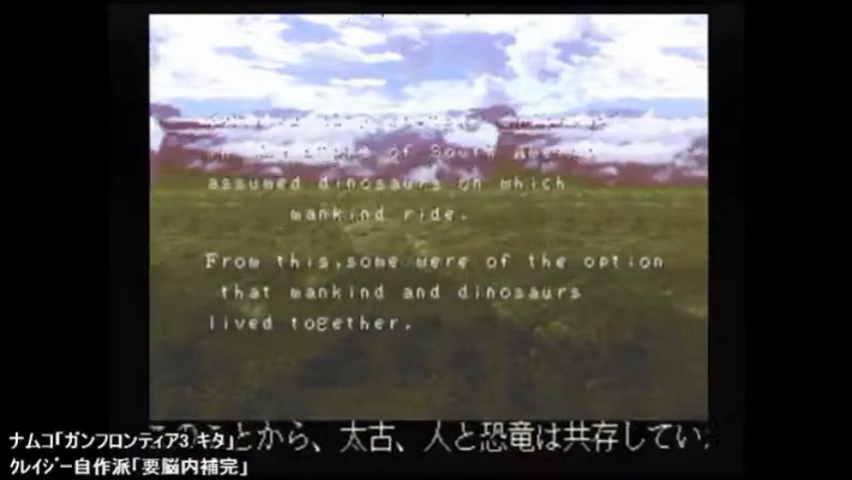 of South
assumed dinosaurs on which
mankind ride.
From this,some were of the option
that mankind and dinosaurs
lived together.
このことから、太古、人と恐竜は共存してい
ナムコ「ガンフロンティア3.キタ」
クレイジー自作派「要脳内補完」